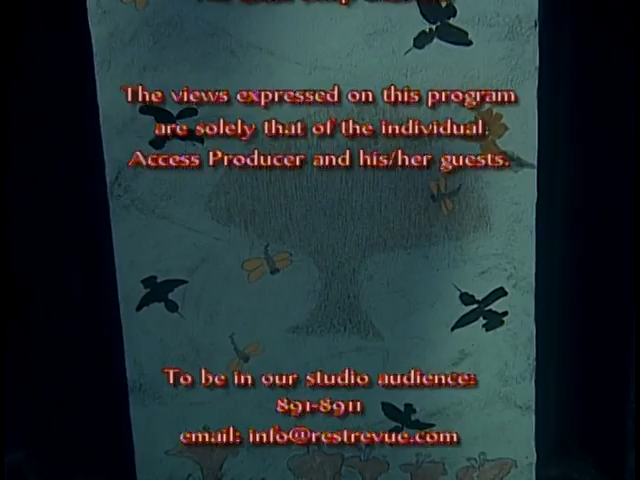 The views expressed on this program
are solely that of the individual
Access Producer and his/her guests.
To be in our studio audience:
891-8911
email: info@restrevue.com